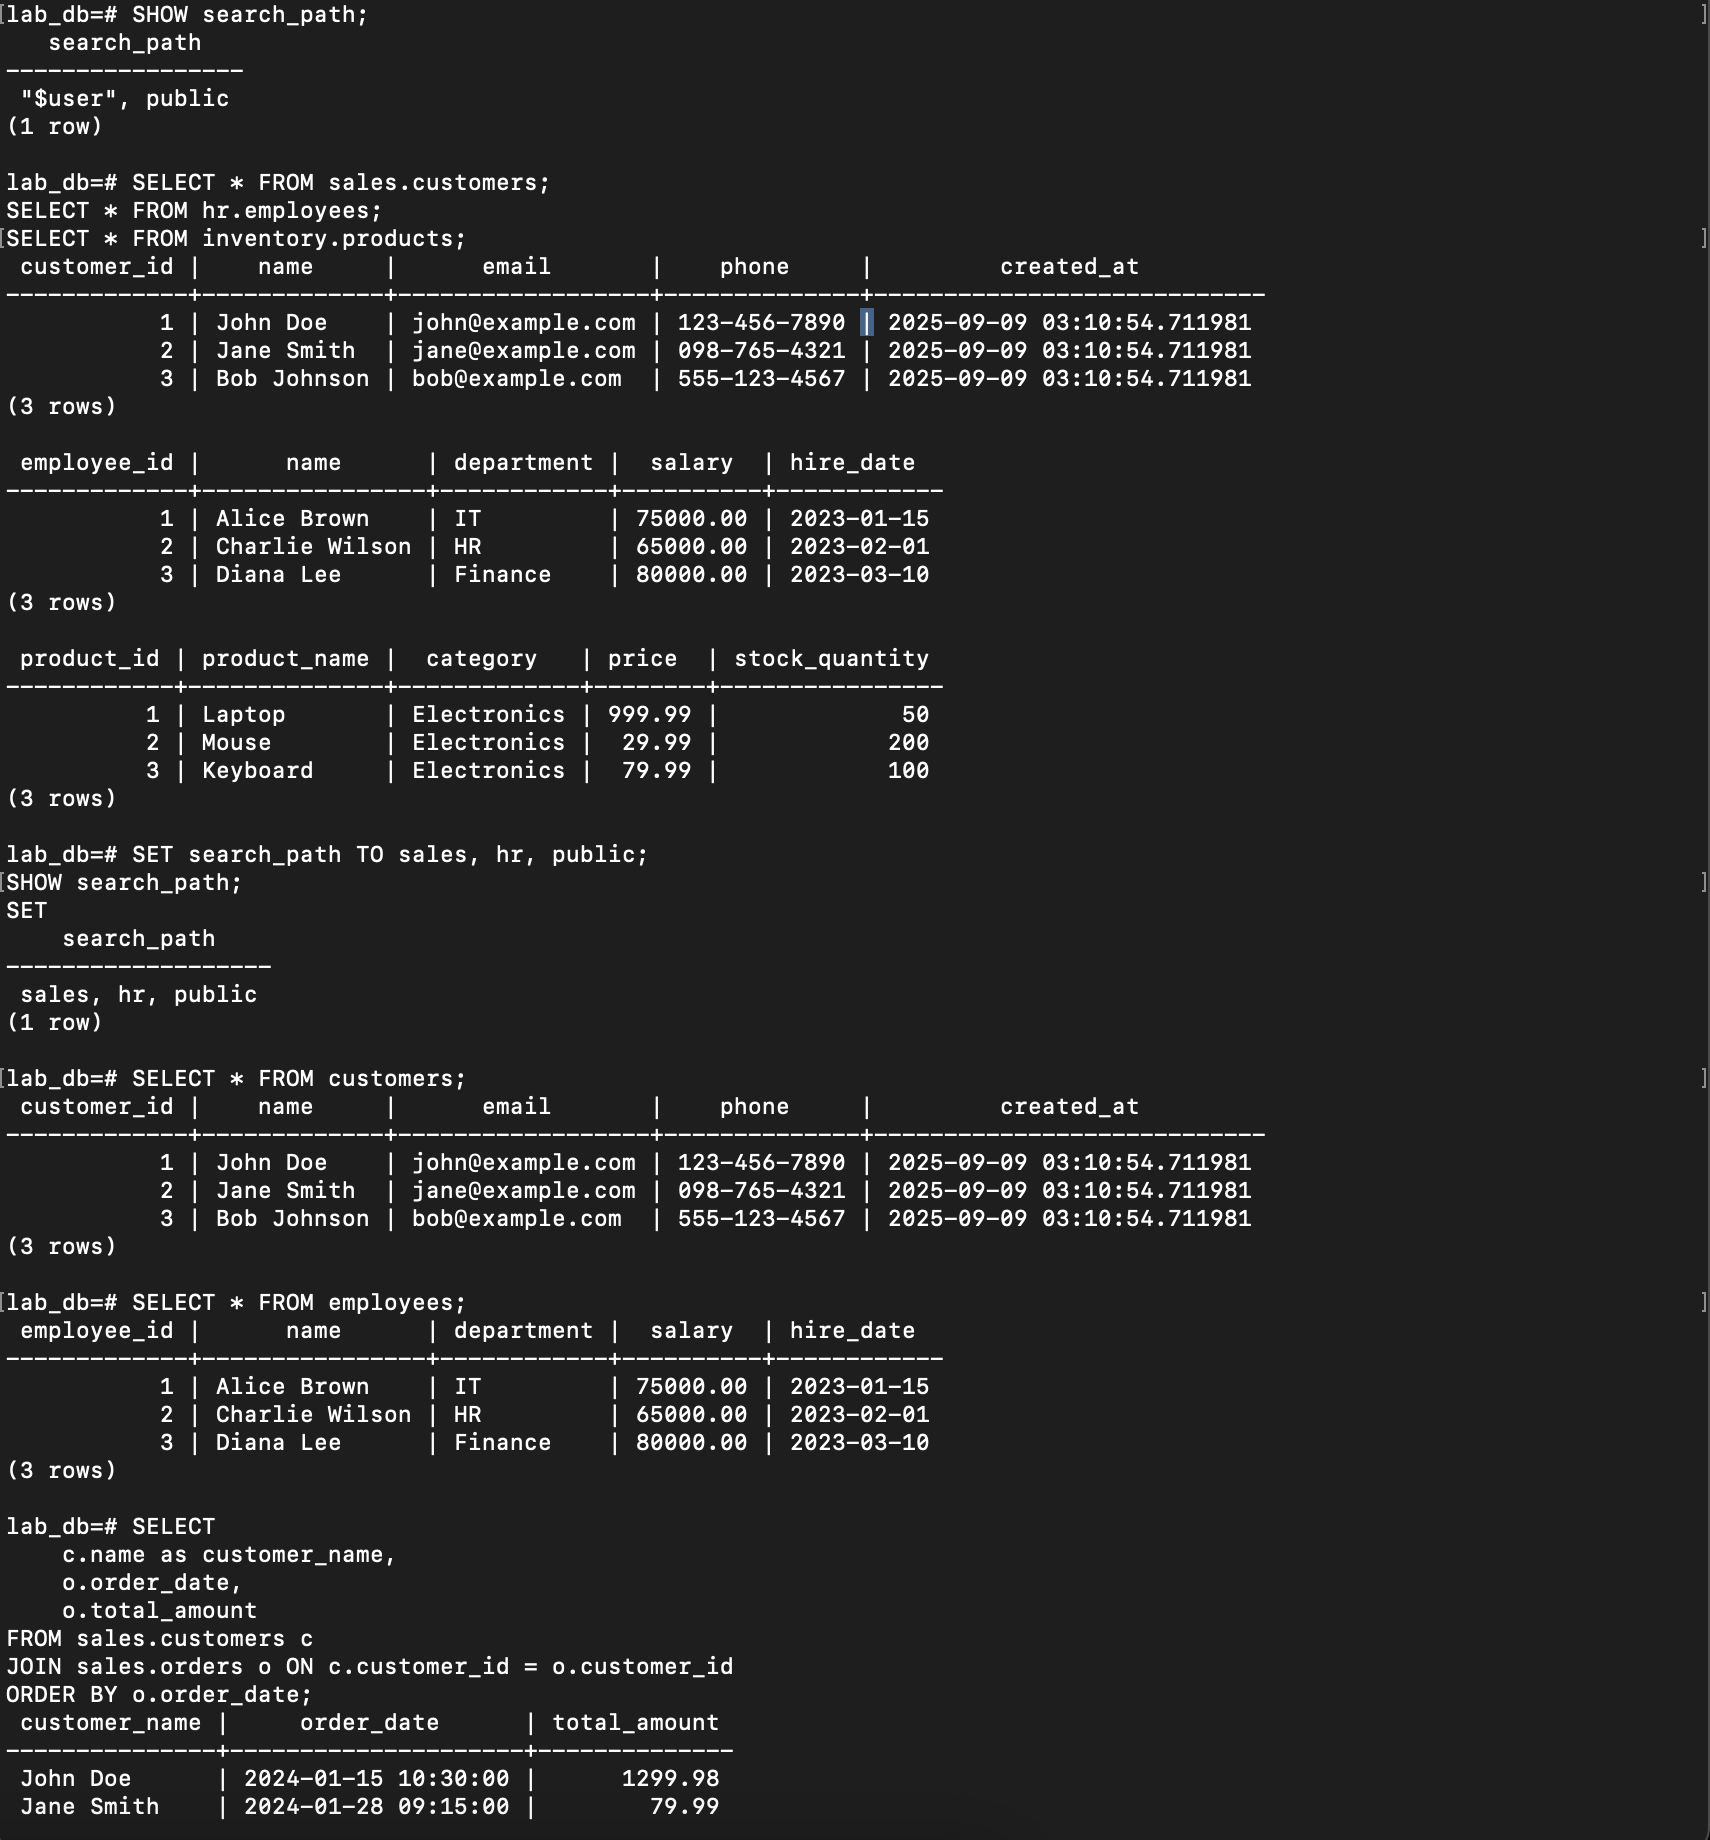 [lab_db=# SHOW search_path; ]
   search_path
-----------------
 "$user", public
(1 row)

lab_db=# SELECT * FROM sales.customers;
SELECT * FROM hr.employees;
[SELECT * FROM inventory.products; ]
 customer_id |    name     |      email       |    phone     |         created_at
-------------+-------------+------------------+--------------+----------------------------
           1 | John Doe    | john@example.com | 123-456-7890 | 2025-09-09 03:10:54.711981
           2 | Jane Smith  | jane@example.com | 098-765-4321 | 2025-09-09 03:10:54.711981
           3 | Bob Johnson | bob@example.com  | 555-123-4567 | 2025-09-09 03:10:54.711981
(3 rows)

 employee_id |      name      | department |  salary  | hire_date
-------------+----------------+------------+----------+------------
           1 | Alice Brown    | IT         | 75000.00 | 2023-01-15
           2 | Charlie Wilson | HR         | 65000.00 | 2023-02-01
           3 | Diana Lee      | Finance    | 80000.00 | 2023-03-10
(3 rows)

 product_id | product_name |  category   | price  | stock_quantity
------------+--------------+-------------+--------+----------------
          1 | Laptop       | Electronics | 999.99 |             50
          2 | Mouse        | Electronics |  29.99 |            200
          3 | Keyboard     | Electronics |  79.99 |            100
(3 rows)

lab_db=# SET search_path TO sales, hr, public;
[SHOW search_path; ]
SET
    search_path
-------------------
 sales, hr, public
(1 row)

[lab_db=# SELECT * FROM customers; ]
 customer_id |    name     |      email       |    phone     |         created_at
-------------+-------------+------------------+--------------+----------------------------
           1 | John Doe    | john@example.com | 123-456-7890 | 2025-09-09 03:10:54.711981
           2 | Jane Smith  | jane@example.com | 098-765-4321 | 2025-09-09 03:10:54.711981
           3 | Bob Johnson | bob@example.com  | 555-123-4567 | 2025-09-09 03:10:54.711981
(3 rows)

[lab_db=# SELECT * FROM employees; ]
 employee_id |      name      | department |  salary  | hire_date
-------------+----------------+------------+----------+------------
           1 | Alice Brown    | IT         | 75000.00 | 2023-01-15
           2 | Charlie Wilson | HR         | 65000.00 | 2023-02-01
           3 | Diana Lee      | Finance    | 80000.00 | 2023-03-10
(3 rows)

lab_db=# SELECT
    c.name as customer_name,
    o.order_date,
    o.total_amount
FROM sales.customers c
JOIN sales.orders o ON c.customer_id = o.customer_id
ORDER BY o.order_date;
 customer_name |     order_date      | total_amount
---------------+---------------------+--------------
 John Doe      | 2024-01-15 10:30:00 |      1299.98
 Jane Smith    | 2024-01-28 09:15:00 |        79.99